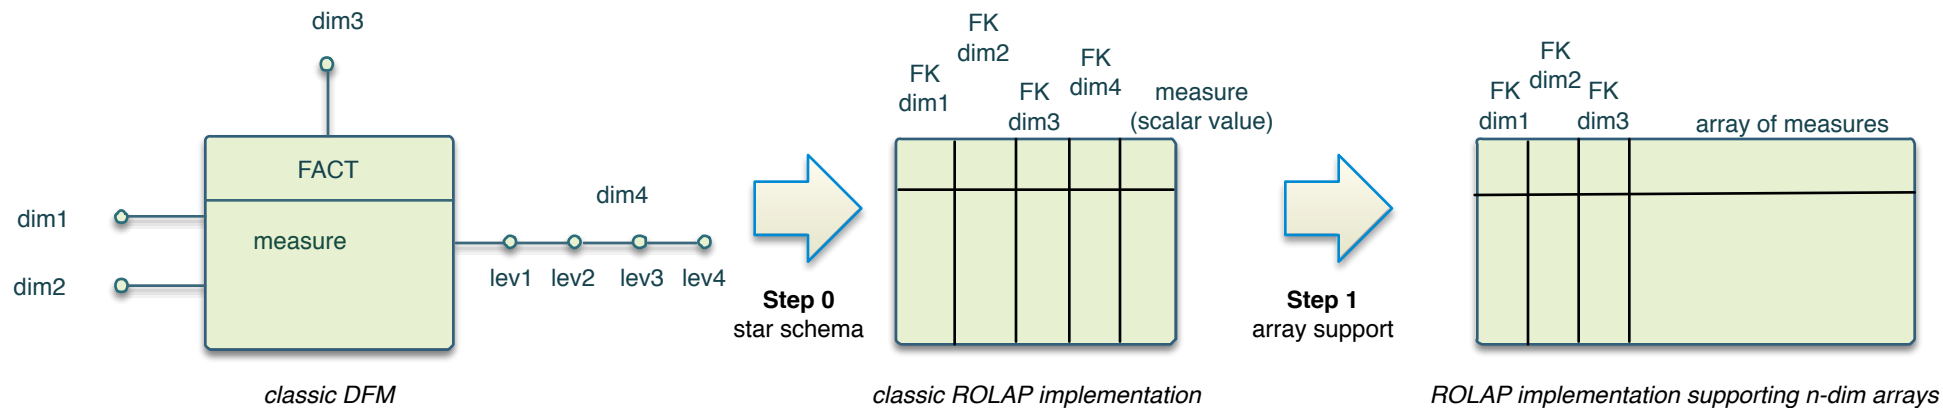 dim3
FACT
measure
dim1
dim2
dim4
lev1 lev2 lev3 lev4
classic DFM
Step 0
star schema
FK
dim1
FK
dim2
FK
dim3
FK
dim4
measure
(scalar value)
classic ROLAP implementation
Step 1
array support
FK
dim1
FK
dim2
FK
dim3
array of measures
ROLAP implementation supporting n-dim arrays